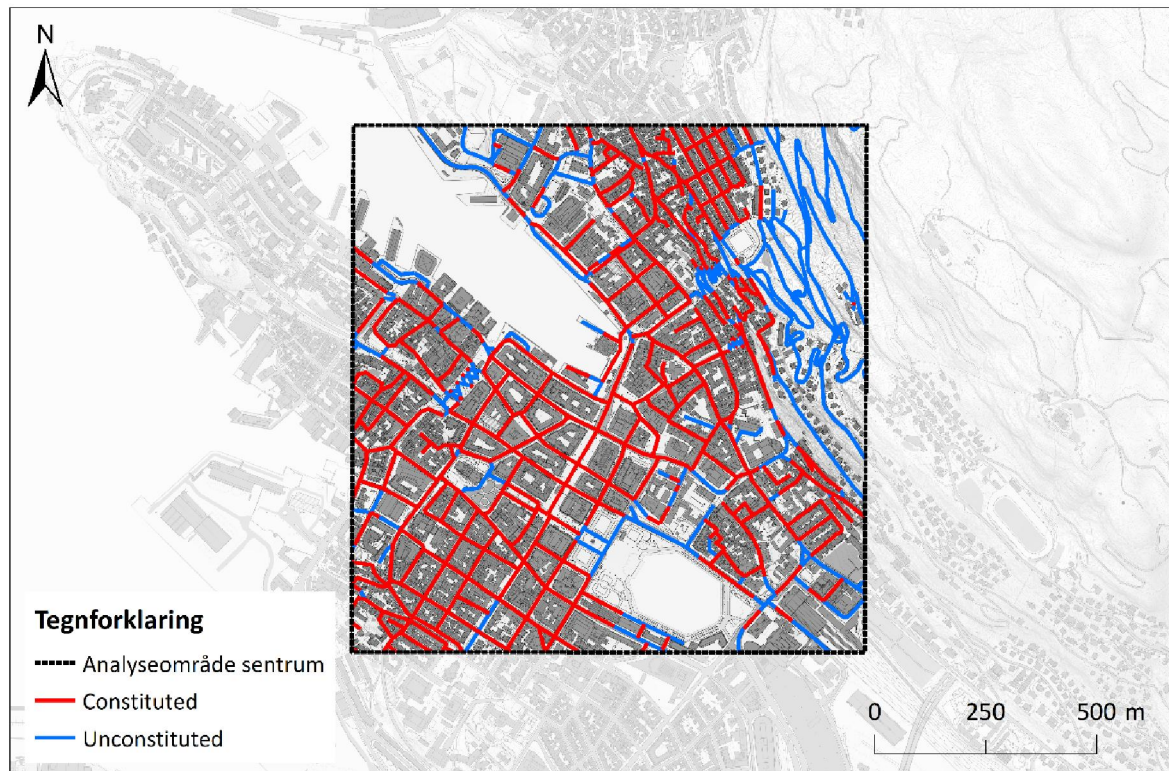 N
Tegnforklaring
Analyseområde sentrum
Constituted
Unconstituted
0 250 500 m